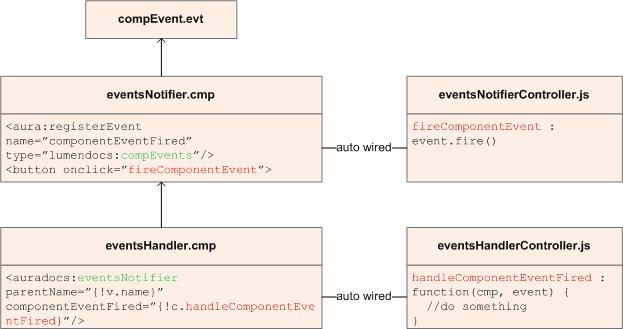 compEvent.evt
eventsNotifier.cmp
<aura:registerEvent
name="componentEventFired"
type="lumendocs:compEvents"/>
<button onclick="fireComponentEvent">
auto wired
eventsNotifierController.js
fireComponentEvent :
event.fire()
eventsHandler.cmp
<auradocs:eventsNotifier
parentName="{!v.name}"
componentEventFired="{!c.handleComponentEve
ntFired}"/>
auto wired
eventsHandlerController.js
handleComponentEventFired :
function(cmp, event) {
//do something
}